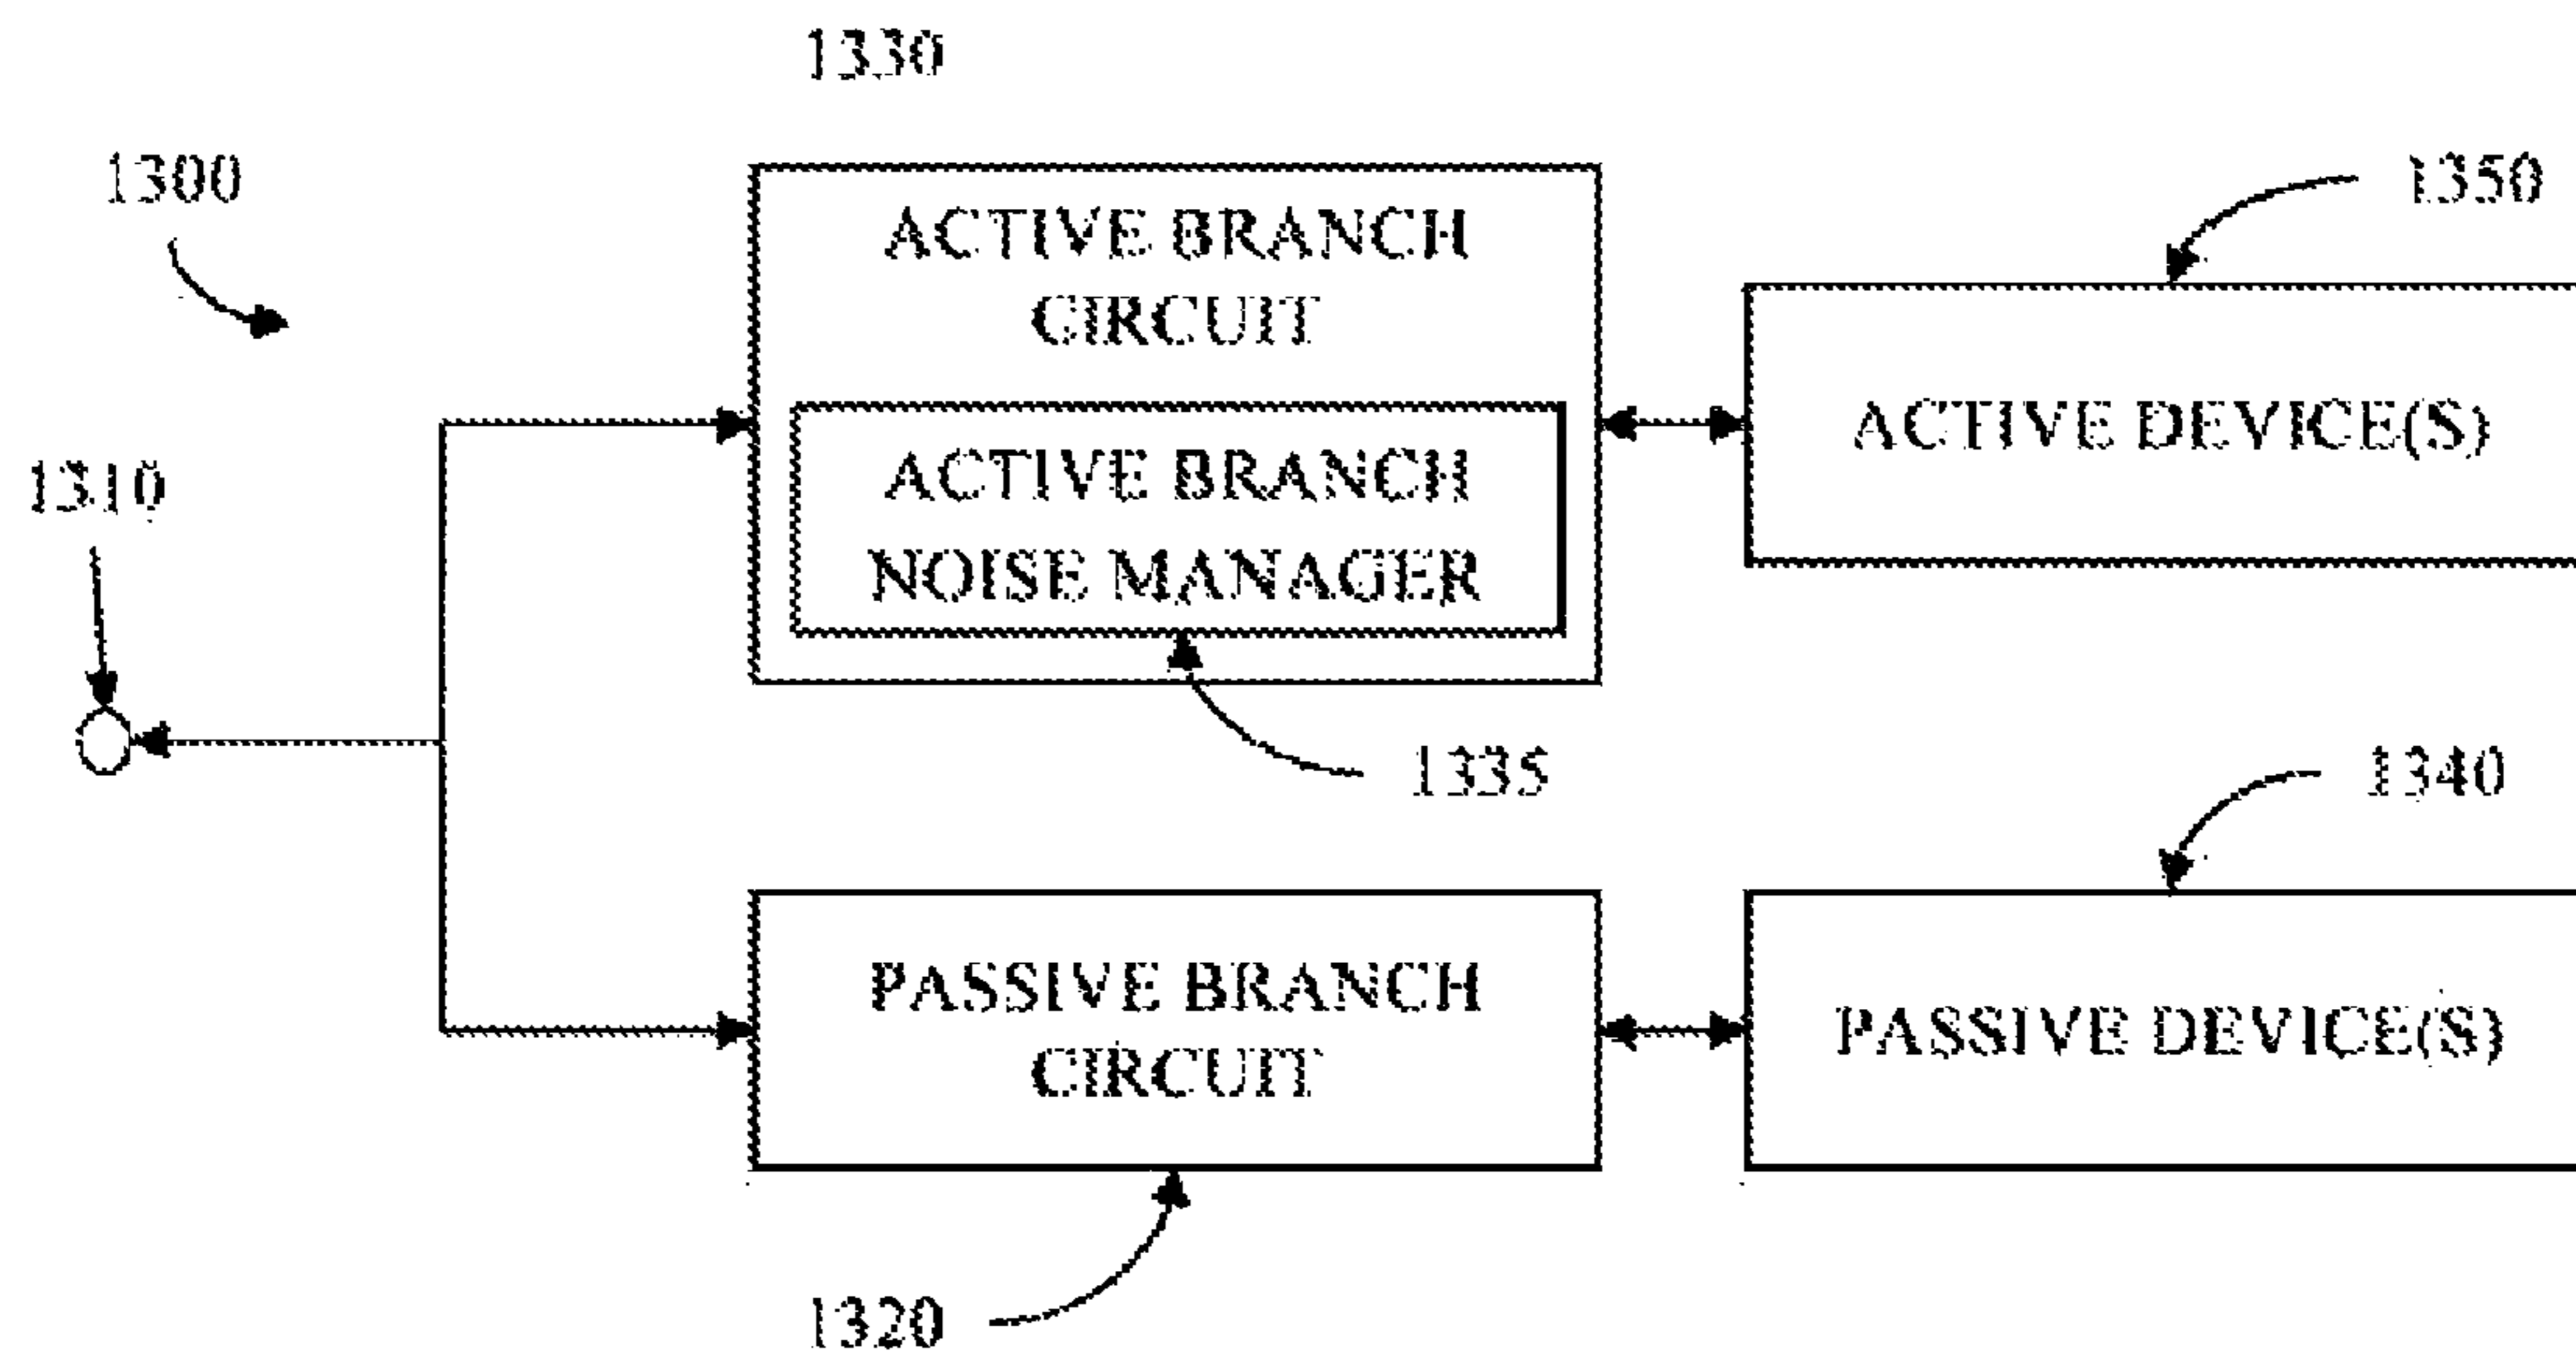 1330
1300
1350
ACTIVE BRANCH
CIRCUIT
ACTIVE DEVICE(S)
ACTIVE BRANCH
NOISE MANAGER
1310
1335
1340
PASSIVE BRANCH
CIRCUIT
PASSIVE DEVICE(S)
1320